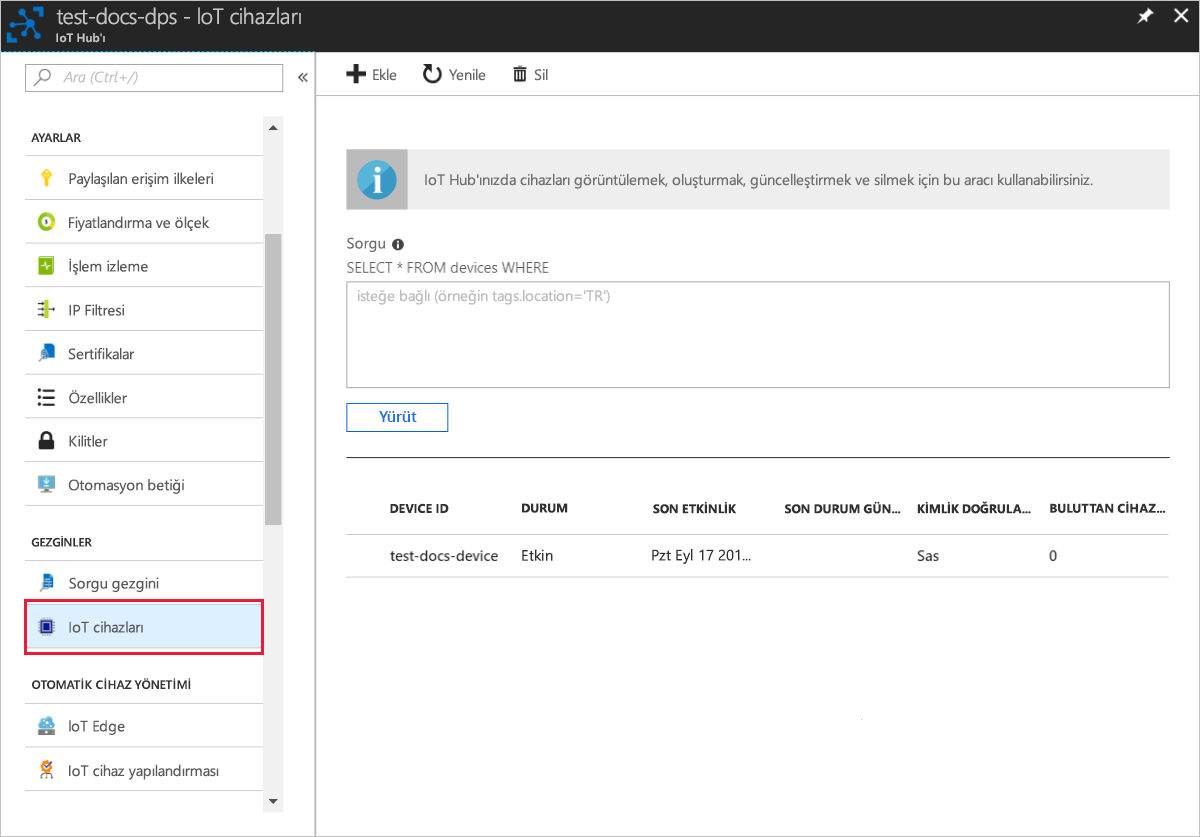 test-docs-dps - IoT cihazları
IoT Hub'ı
Ara (Ctrl+/)
«
Ekle
Yenile
Sil
AYARLAR
Paylaşılan erişim ilkeleri
Fiyatlandırma ve ölçek
İşlem izleme
IP Filtresi
Sertifikalar
Özellikler
Kilitler
Otomasyon betiği
GEZGİNLER
Sorgu gezgini
IoT cihazları
OTOMATİK CİHAZ YÖNETİMİ
IoT Edge
IoT cihaz yapılandırması
IoT Hub'ınızda cihazları görüntülemek, oluşturmak, güncelleştirmek ve silmek için bu aracı kullanabilirsiniz.
Sorgu
SELECT * FROM devices WHERE
isteğe bağlı (örneğin tags.location='TR')
Yürüt
DEVICE ID DURUM SON ETKİNLİK SON DURUM GÜN... KİMLİK DOĞRULA... BULUTTAN CİHAZ...
test-docs-device Etkin Pzt Eyl 17 201... Sas 0